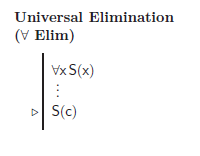 Universal Elimination
(∀ Elim)
∀x S(x)
⋮
▷ S(c)